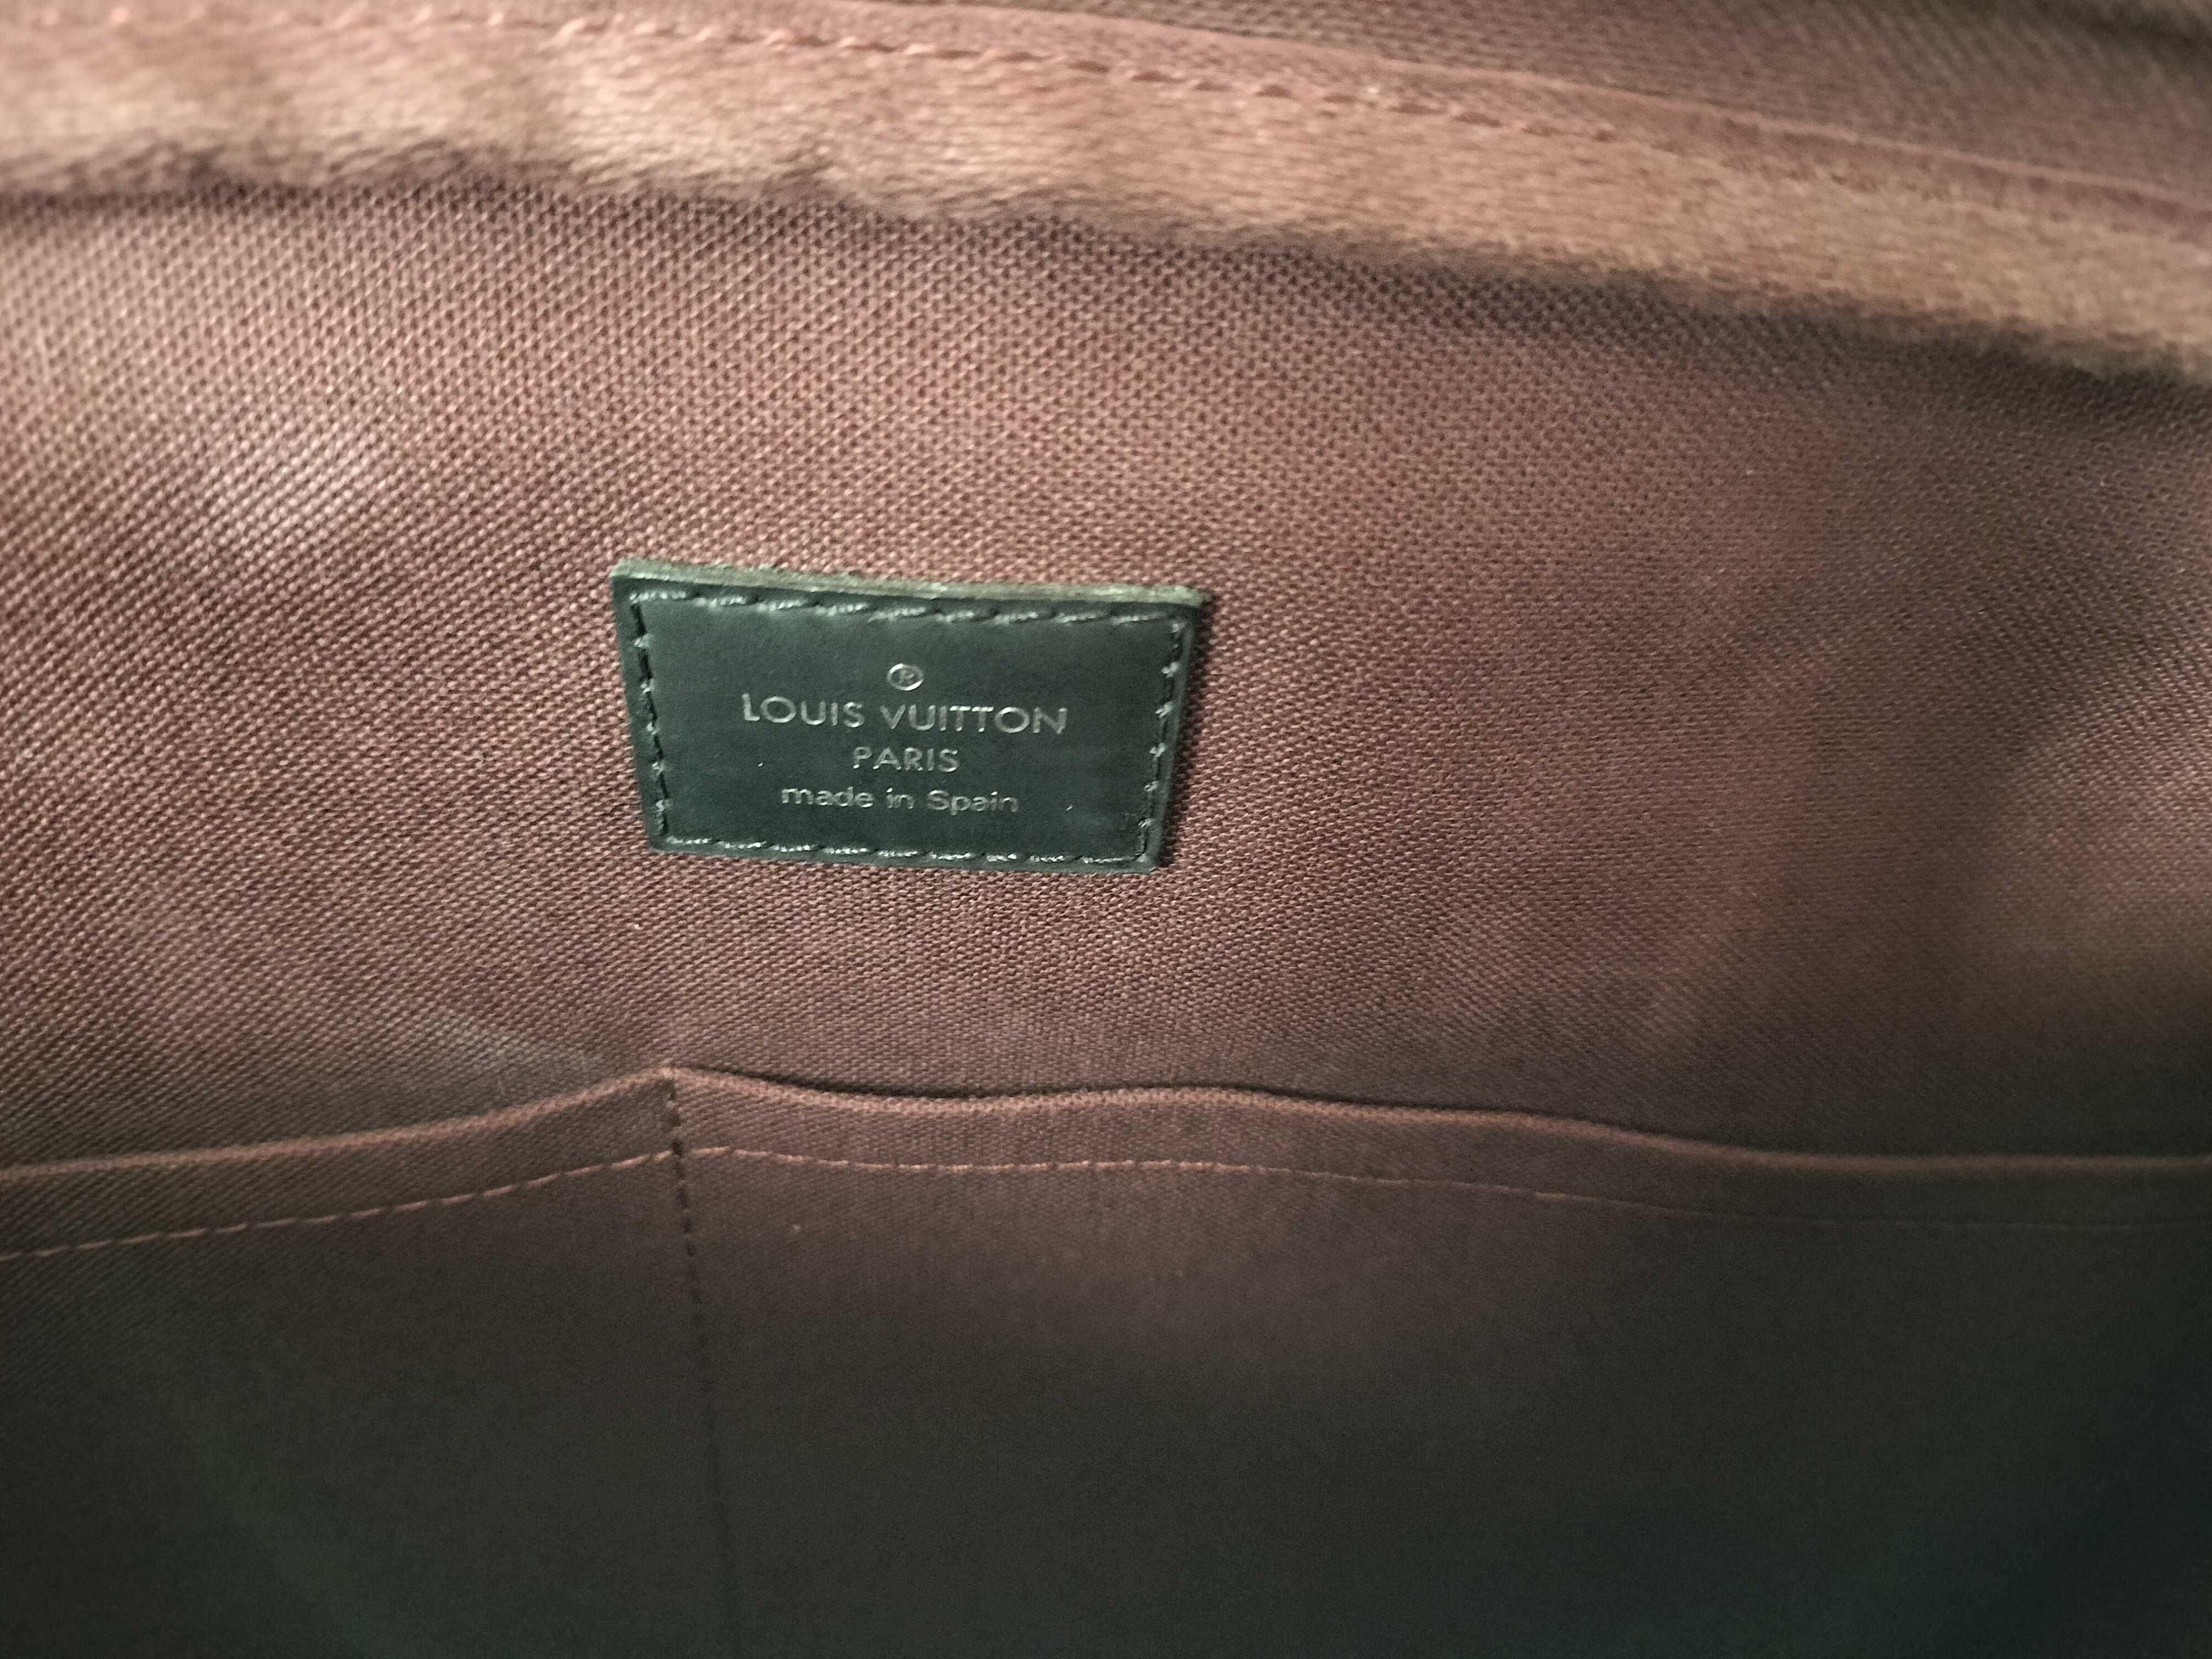 ®
LOUIS VUITTON
PARIS
made in Spain